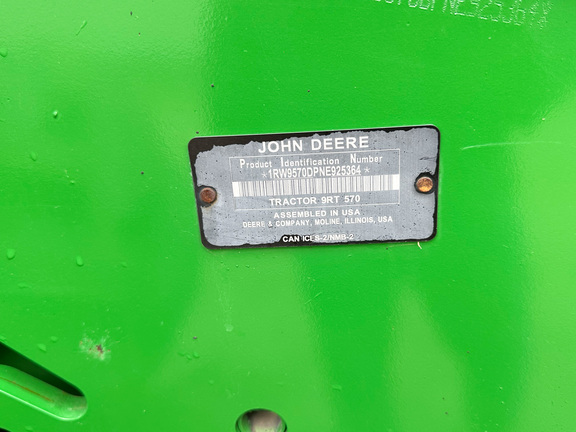 JOHN DEERE
Product Identification Number
*1RW9570DPNE925364*
TRACTOR 9RT 570
ASSEMBLED IN USA
DEERE & COMPANY, MOLINE, ILLINOIS, USA
CAN ICES-2/NMB-2